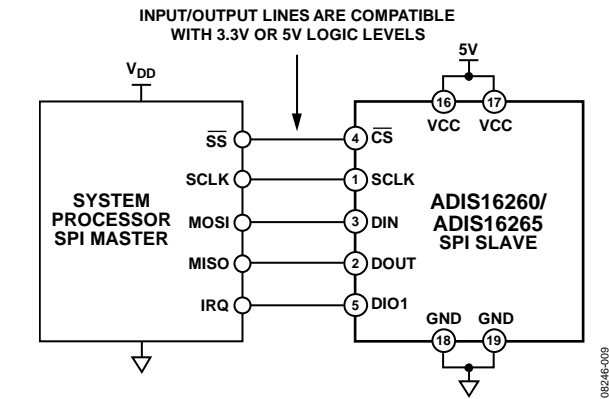 INPUT/OUTPUT LINES ARE COMPATIBLE
WITH 3.3V OR 5V LOGIC LEVELS
5V
VDD
16
17
VCC
VCC
SS
4
CS
SCLK
1
SCLK
SYSTEM
PROCESSOR
SPI MASTER
MOSI
3
DIN
ADIS16260/
ADIS16265
SPI SLAVE
MISO
2
DOUT
IRQ
5
DIO1
GND
GND
18
19
08246-009